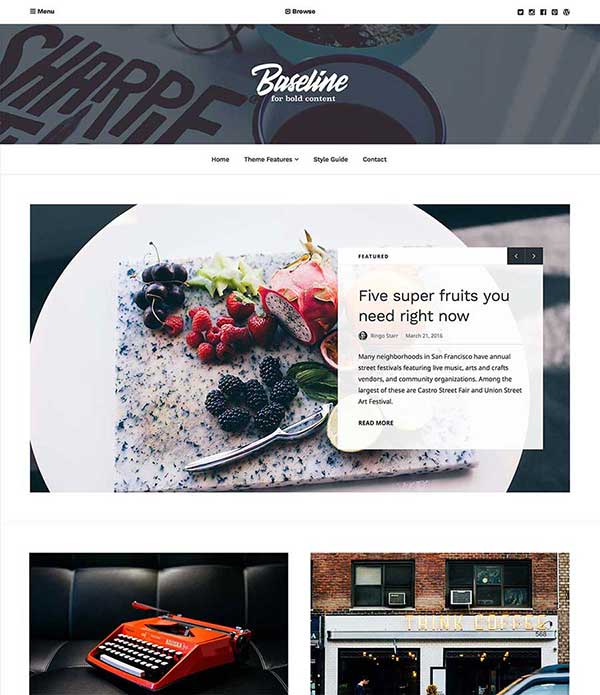 Menu
Browse
SHARPIE
Baseline
for bold content
Home Theme Features Style Guide Contact
FEATURED
Five super fruits you
need right now
Ringo Starr March 21, 2016
Many neighborhoods in San Francisco have annual
street festivals featuring live music, arts and crafts
vendors, and community organizations. Among the
largest of these are Castro Street Fair and Union Street
Art Festival.
READ MORE
THINK COFFEE
568